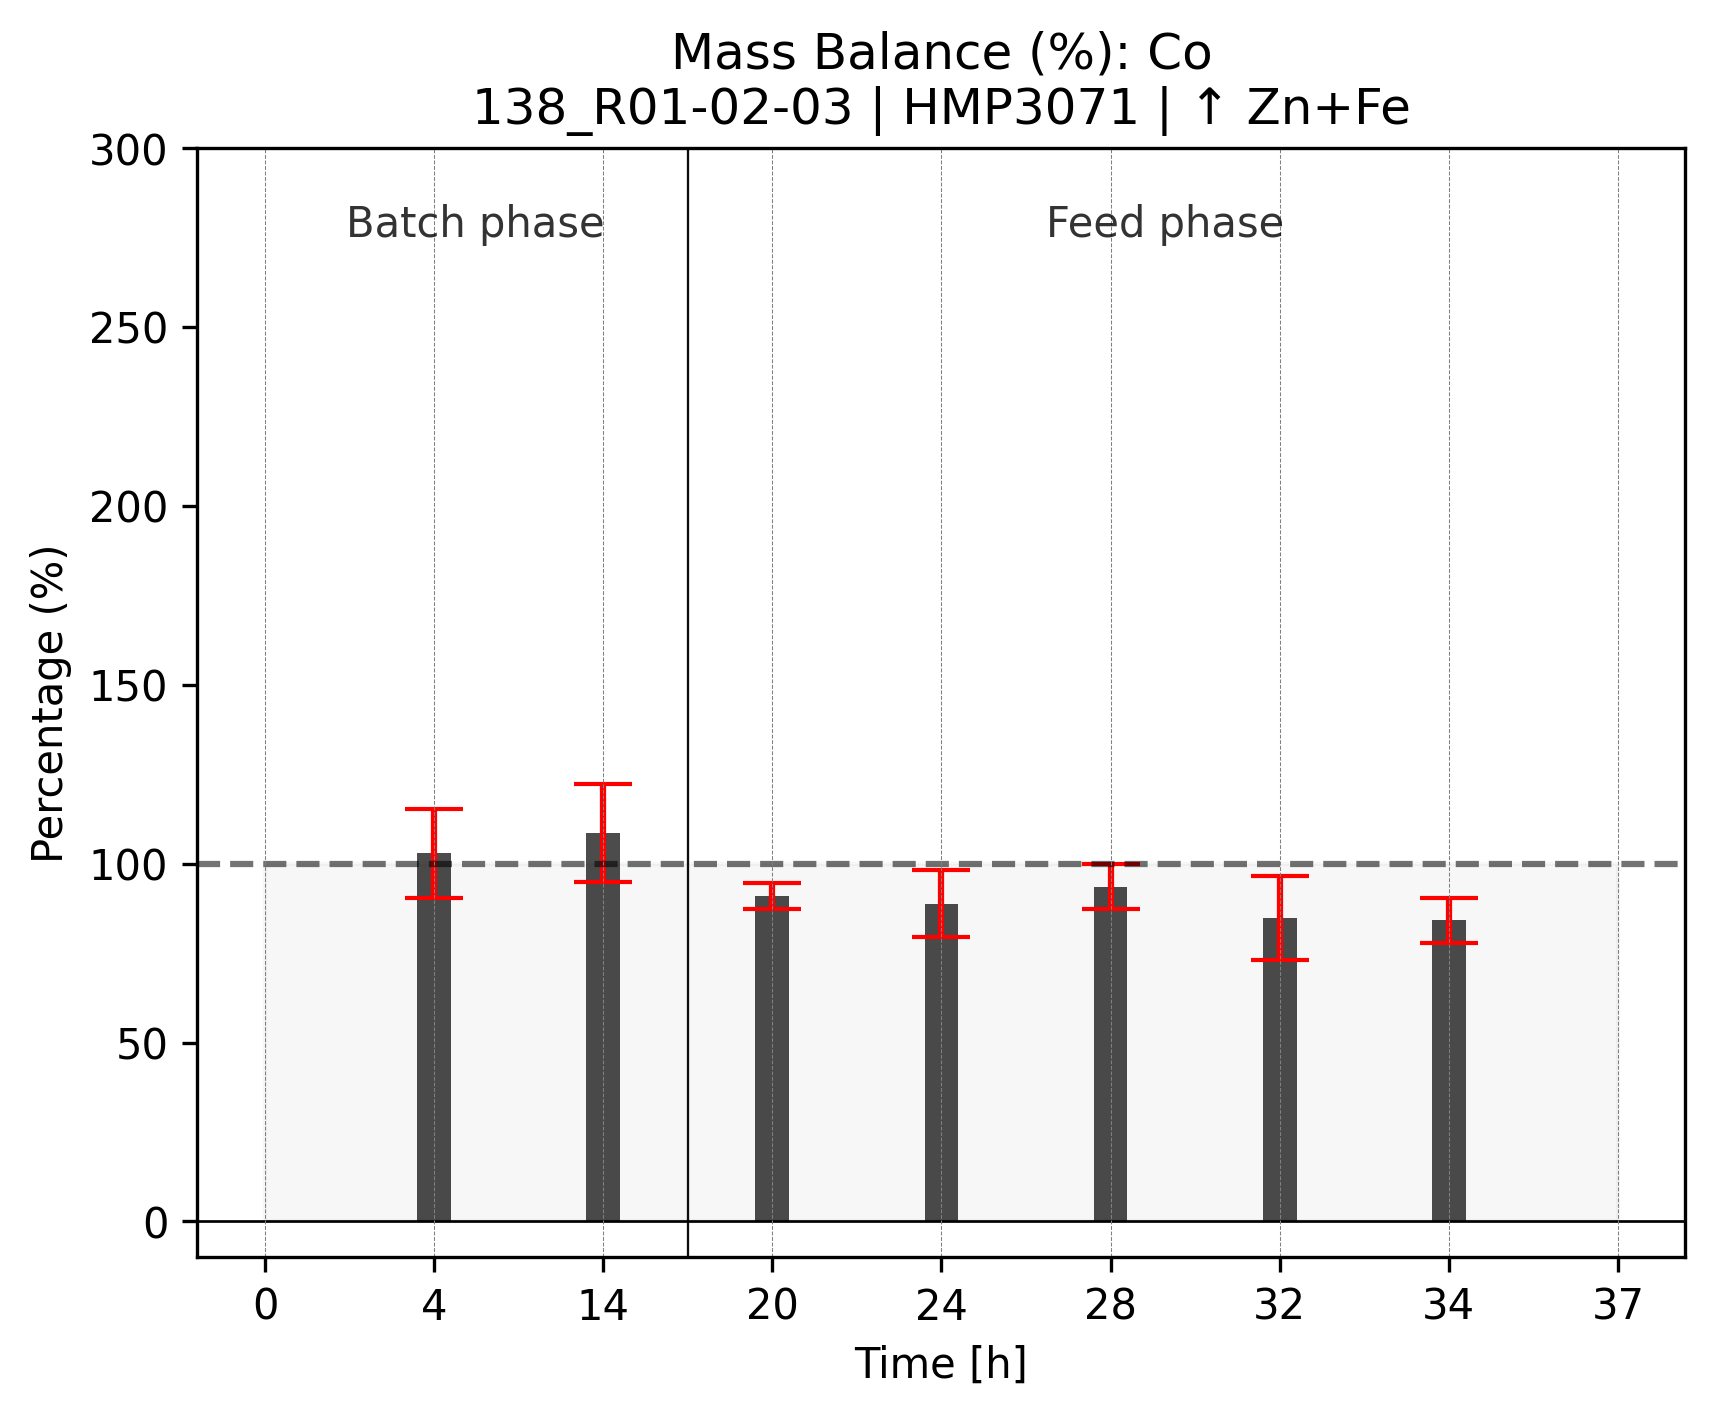 Mass Balance (%): Co
138_R01-02-03 | HMP3071 | ↑ Zn+Fe
300
250
200
150
100
50
0
Percentage (%)
Batch phase
Feed phase
0 4 14 20 24 28 32 34 37
Time [h]